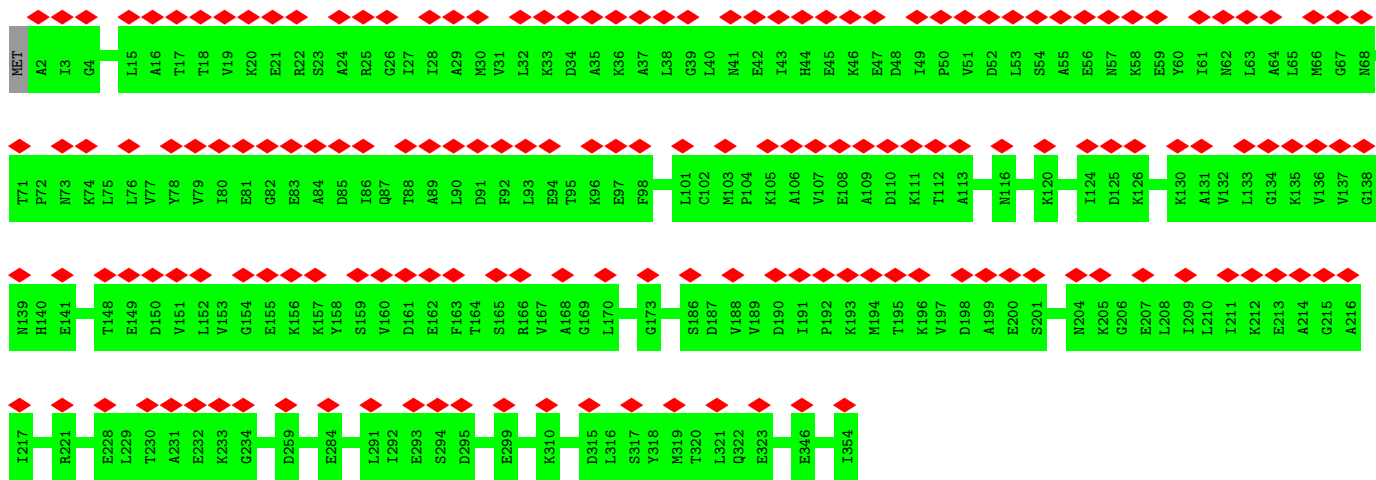 MET A2 I3 G4 L15 A16 T17 T18 V19 K20 E21 R22 S23 A24 R25 G26 I27 I28 A29 M30 V31 L32 K33 D34 A35 K36 A37 L38 G39 L40 N41 E42 I43 H44 E45 K46 E47 D48 I49 P50 V51 D52 L53 S54 A55 E56 N57 K58 E59 Y60 I61 N62 L63 A64 L65 M66 G67 N68
T71 P72 N73 K74 L75 L76 V77 Y78 V79 I80 E81 G82 E83 A84 D85 I86 Q87 T88 A89 L90 D91 F92 L93 E94 T95 K96 E97 F98 L101 C102 M103 P104 K105 A106 V107 E108 A109 D110 K111 T112 A113 N116 K120 I124 D125 K126 K130 A131 V132 L133 G134 K135 V136 V137 G138
N139 H140 E141 T148 E149 D150 V151 L152 V153 G154 E155 K156 K157 Y158 S159 V160 D161 E162 F163 T164 S165 R166 V167 A168 G169 L170 G173 S186 D187 V188 V189 D190 I191 P192 K193 M194 T195 K196 V197 D198 A199 E200 S201 N204 K205 G206 E207 L208 I209 L210 I211 K212 E213 A214 G215 A216
I217 R221 E228 L229 T230 A231 E232 K233 G234 D259 E284 L291 I292 E293 S294 D295 E299 K310 D315 L316 S317 Y318 M319 T320 L321 Q322 E323 E346 I354